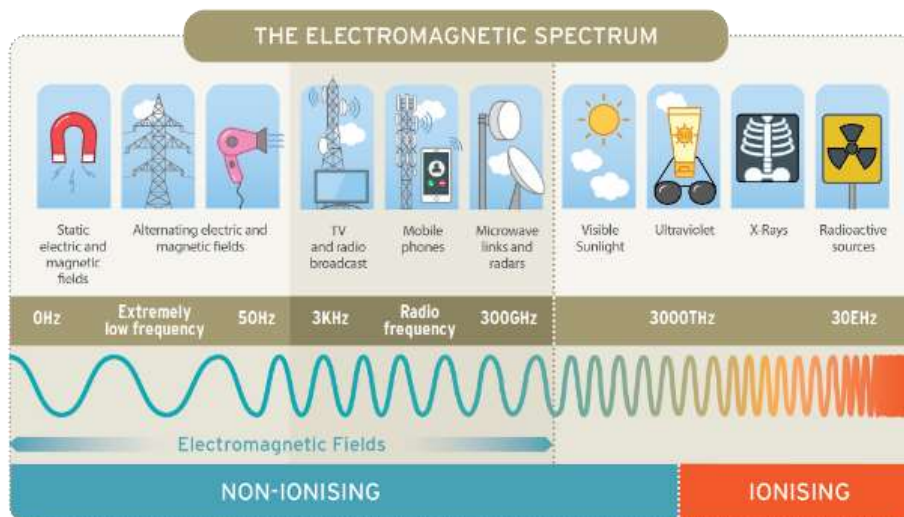 THE ELECTROMAGNETIC SPECTRUM
Static
electric and
magnetic
fields
Alternating electric and
magnetic fields
TV
and radio
broadcast
Mobile
phones
Microwave
links and
radars
Visible
Sunlight
Ultraviolet
X-Rays
Radioactive
sources
0Hz
Extremely
low frequency
50Hz
3KHz
Radio
frequency
300GHz
3000THz
30EHz
Electromagnetic Fields
NON-IONISING
IONISING